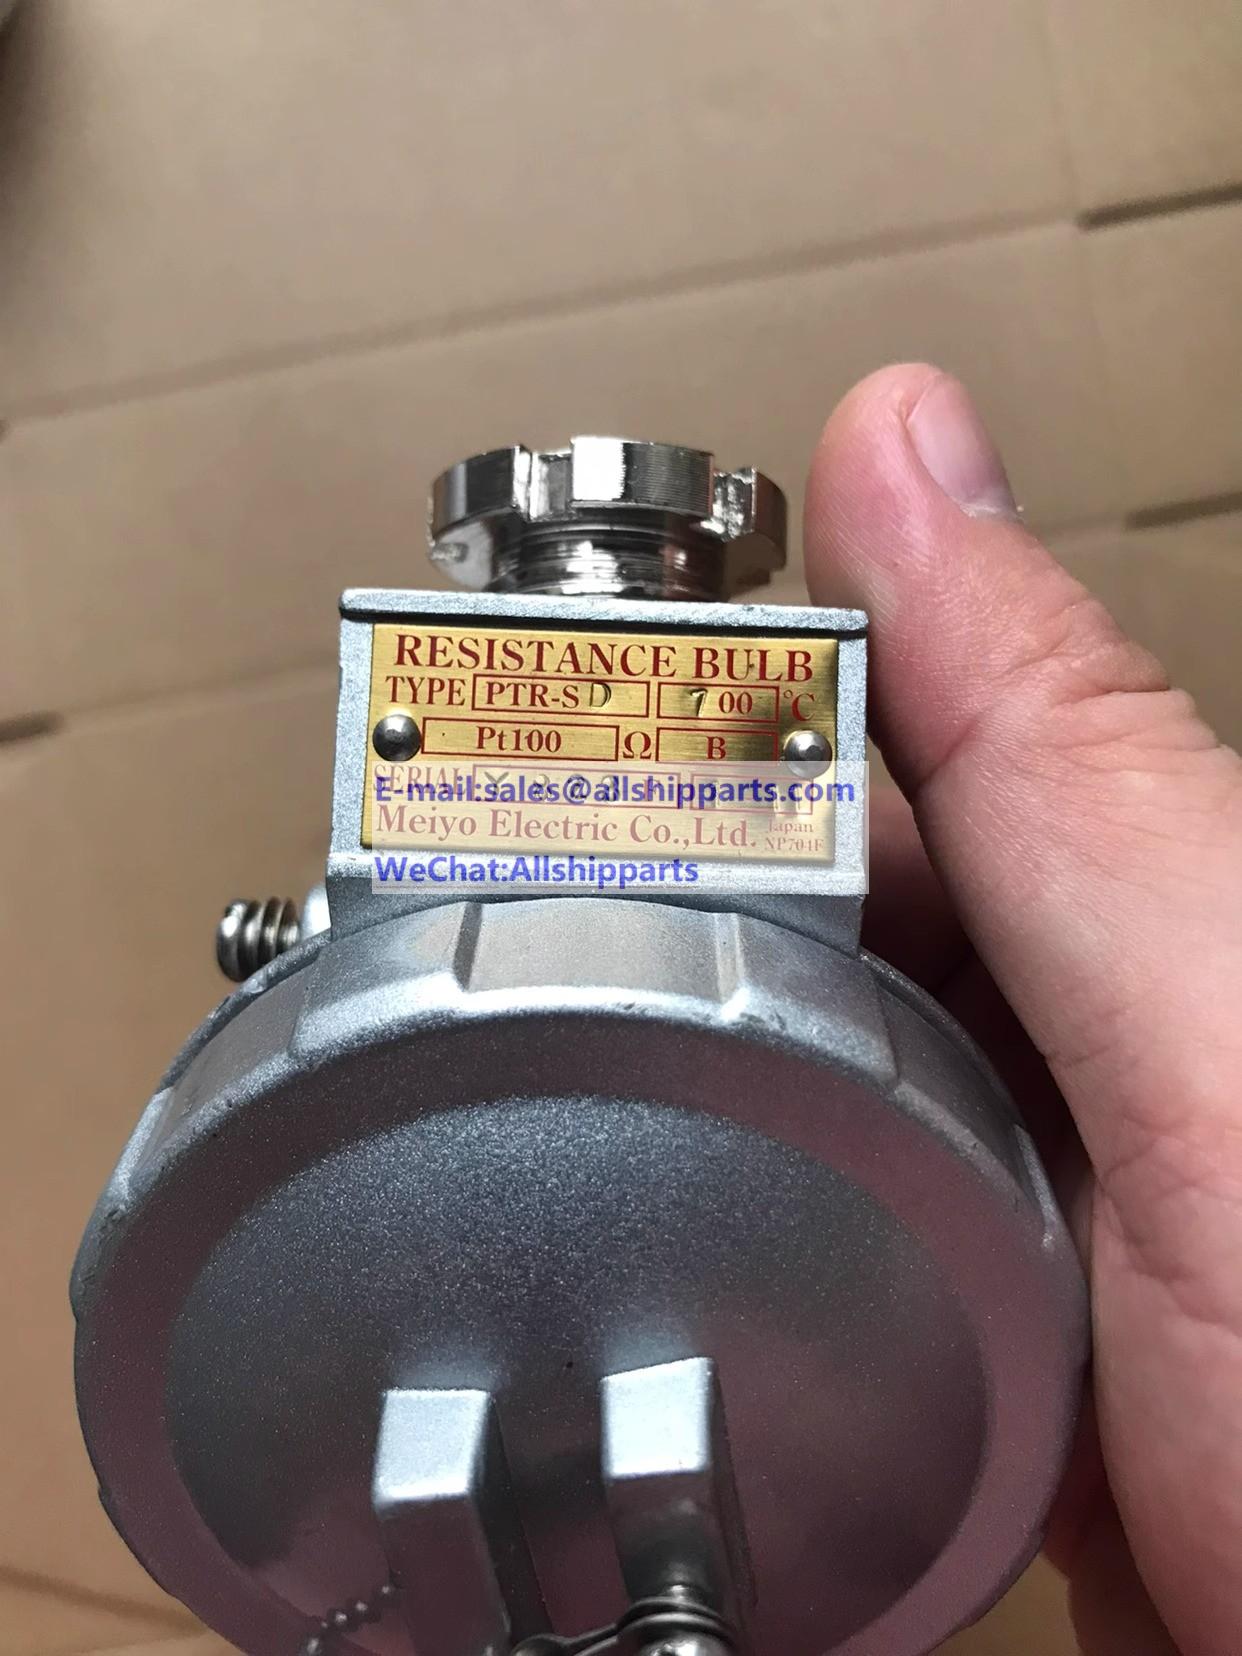 RESISTANCE BULB
TYPE PTR-SD 700 °C
Pt100 Ω B
SERIAL
E-mail:sales@allshipparts.com
Meiyo Electric Co.,Ltd. Japan NP704F
WeChat:Allshipparts